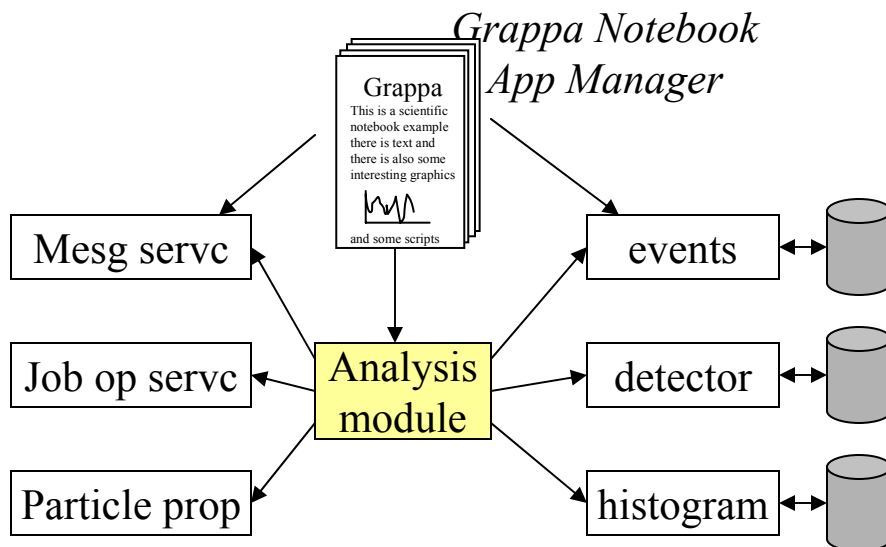 Grappa Notebook
App Manager
Grappa
This is a scientific
notebook example
there is text and
there is also some
interesting graphics
and some scripts
Mesg servc
events
Job op servc
Analysis
module
detector
Particle prop
histogram